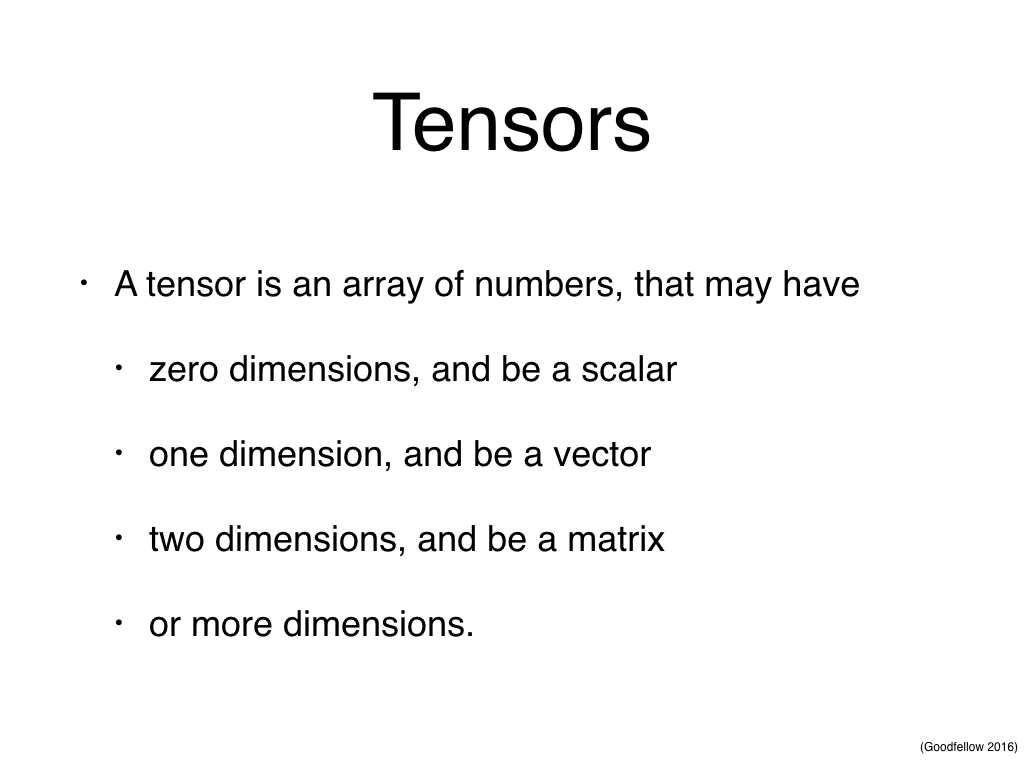 Tensors
• A tensor is an array of numbers, that may have
• zero dimensions, and be a scalar
• one dimension, and be a vector
• two dimensions, and be a matrix
• or more dimensions.
(Goodfellow 2016)